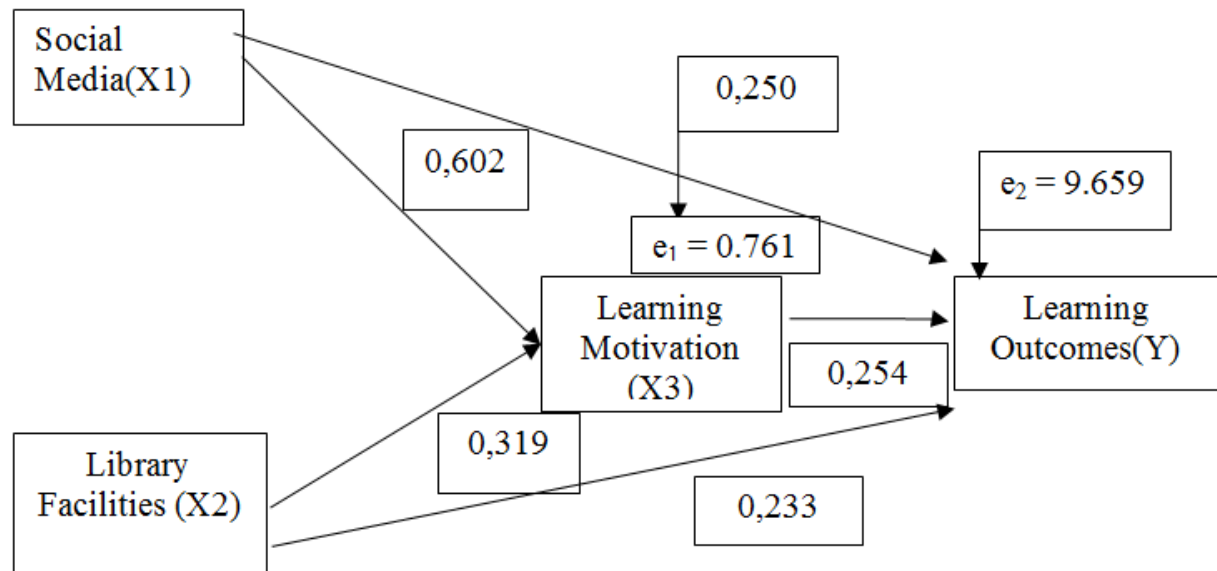 Social
Media(X1)
0,250
0,602
e₂ = 9.659
e₁ = 0.761
Learning
Motivation
(X3)
Learning
Outcomes(Y)
0,254
0,319
Library
Facilities (X2)
0,233